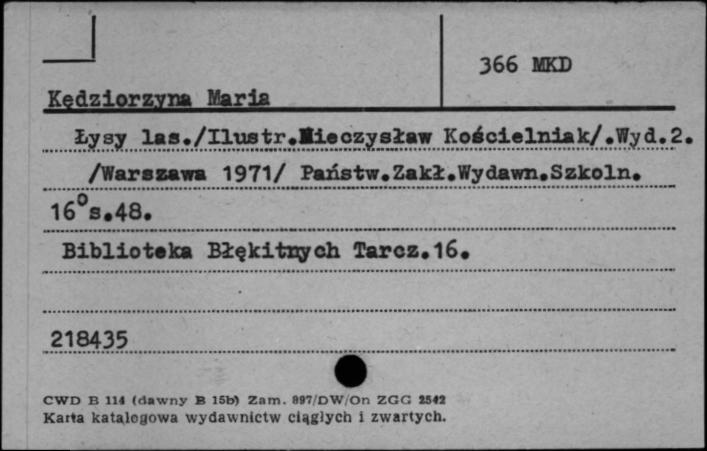 366 MKD
Kędziorzyna Maria
Łysy las./Ilustr.Mieczysław Kościelniak/.Wyd.2.
/Warszawa 1971/ Państw.Zakł.Wydawn.Szkoln.
16⁰s.48.
Biblioteka Błękitnych Tarcz.16.
218435
CWD B 114 (dawny B 15b) Zam. 897/DW/On ZGG 2542
Karta katalogowa wydawnictw ciągłych i zwartych.